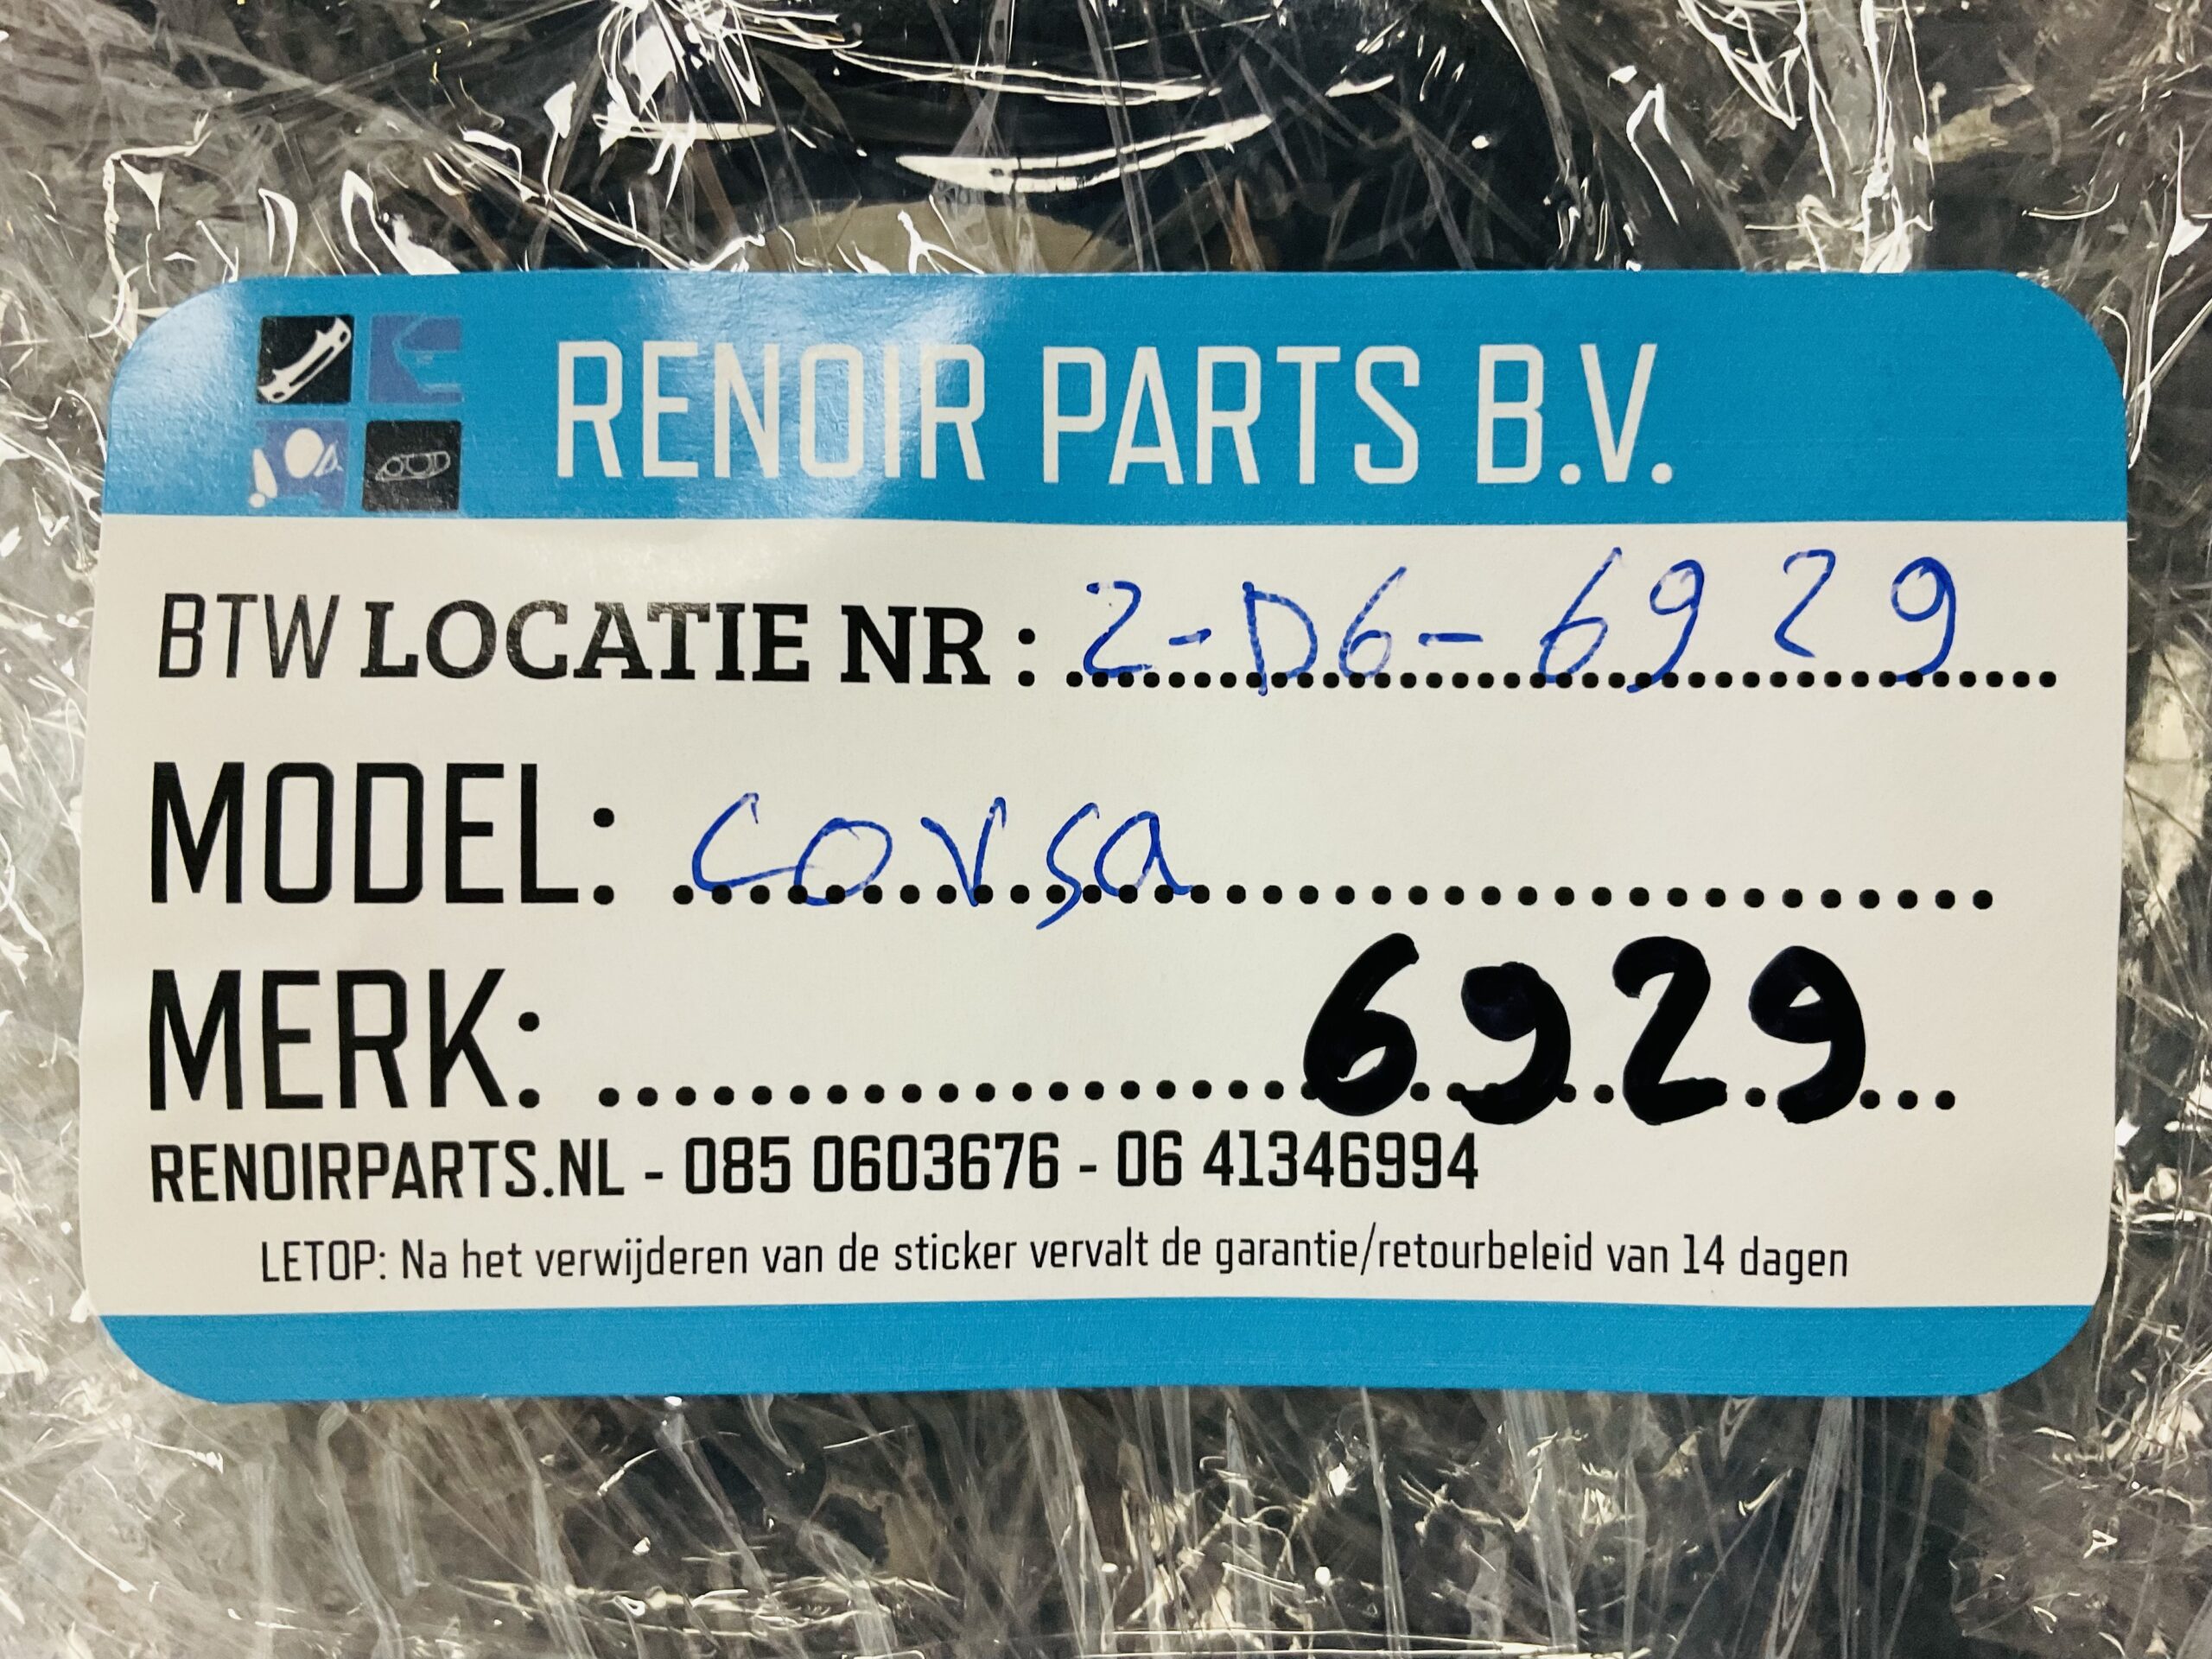 RENOIR PARTS B.V.
BTW LOCATIE NR : 2-D6-6929
MODEL: corsa
MERK: 6929
RENOIRPARTS.NL - 085 0603676 - 06 41346994
LETOP: Na het verwijderen van de sticker vervalt de garantie/retourbeleid van 14 dagen